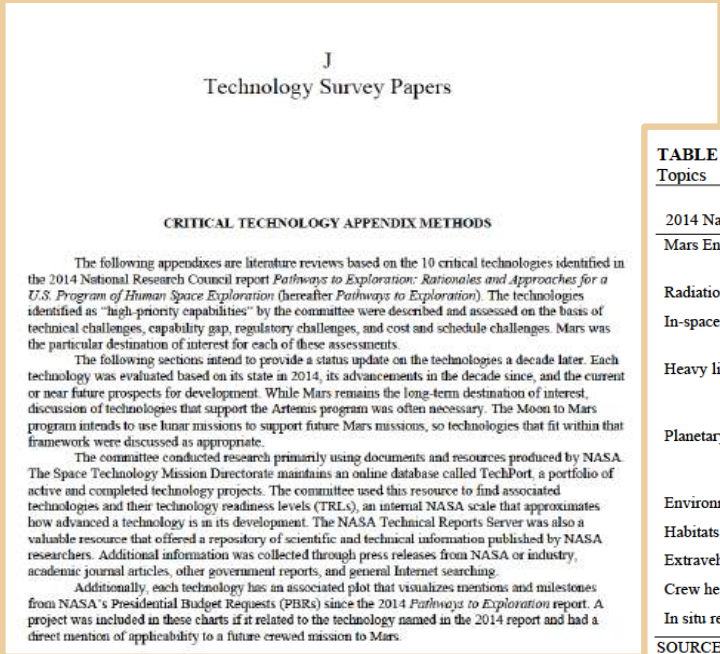 J
Technology Survey Papers
CRITICAL TECHNOLOGY APPENDIX METHODS
The following appendixes are literature reviews based on the 10 critical technologies identified in
the 2014 National Research Council report Pathways to Exploration: Rationales and Approaches for a
U.S. Program of Human Space Exploration (hereafter Pathways to Exploration). The technologies
identified as "high-priority capabilities" by the committee were described and assessed on the basis of
technical challenges, capability gap, regulatory challenges, and cost and schedule challenges. Mars was
the particular destination of interest for each of these assessments.
The following sections intend to provide a status update on the technologies a decade later. Each
technology was evaluated based on its state in 2014, its advancements in the decade since, and the current
or near future prospects for development. While Mars remains the long-term destination of interest,
discussion of technologies that support the Artemis program was often necessary. The Moon to Mars
program intends to use lunar missions to support future Mars missions, so technologies that fit within that
framework were discussed as appropriate.
The committee conducted research primarily using documents and resources produced by NASA.
The Space Technology Mission Directorate maintains an online database called TechPort, a portfolio of
active and completed technology projects. The committee used this resource to find associated
technologies and their technology readiness levels (TRLs), an internal NASA scale that approximates
how advanced a technology is in its development. The NASA Technical Reports Server was also a
valuable resource that offered a repository of scientific and technical information published by NASA
researchers. Additional information was collected through press releases from NASA or industry,
academic journal articles, other government reports, and general Internet searching.
Additionally, each technology has an associated plot that visualizes mentions and milestones
from NASA's Presidential Budget Requests (PBRs) since the 2014 Pathways to Exploration report. A
project was included in these charts if it related to the technology named in the 2014 report and had a
direct mention of applicability to a future crewed mission to Mars.
TABLE
Topics
2014 Na
Mars En
Radiatio
In-space
Heavy li
Planetary
Environ
Habitats
Extraveh
Crew he
In situ re
SOURCE